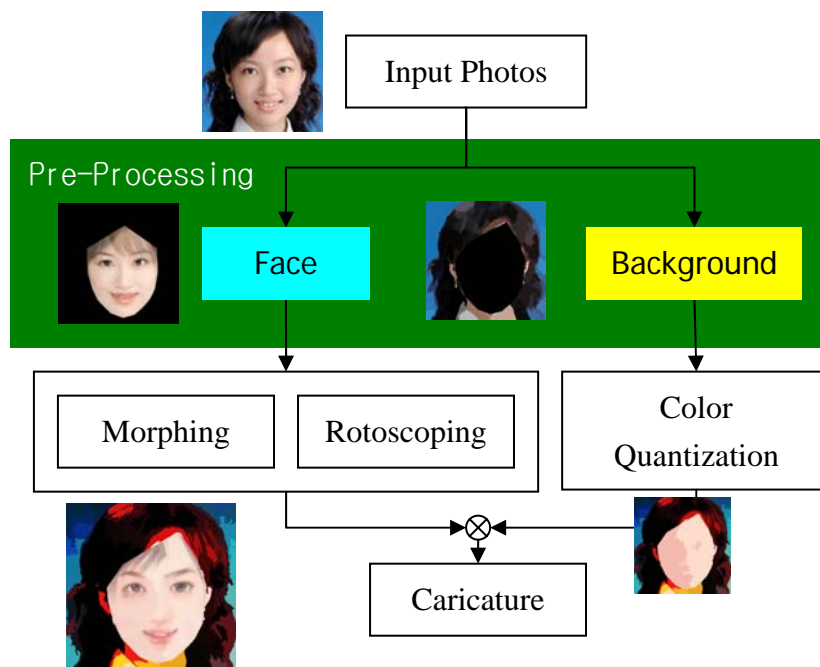 Input Photos
Pre-Processing
Face
Background
Morphing
Rotoscoping
Color
Quantization
Caricature